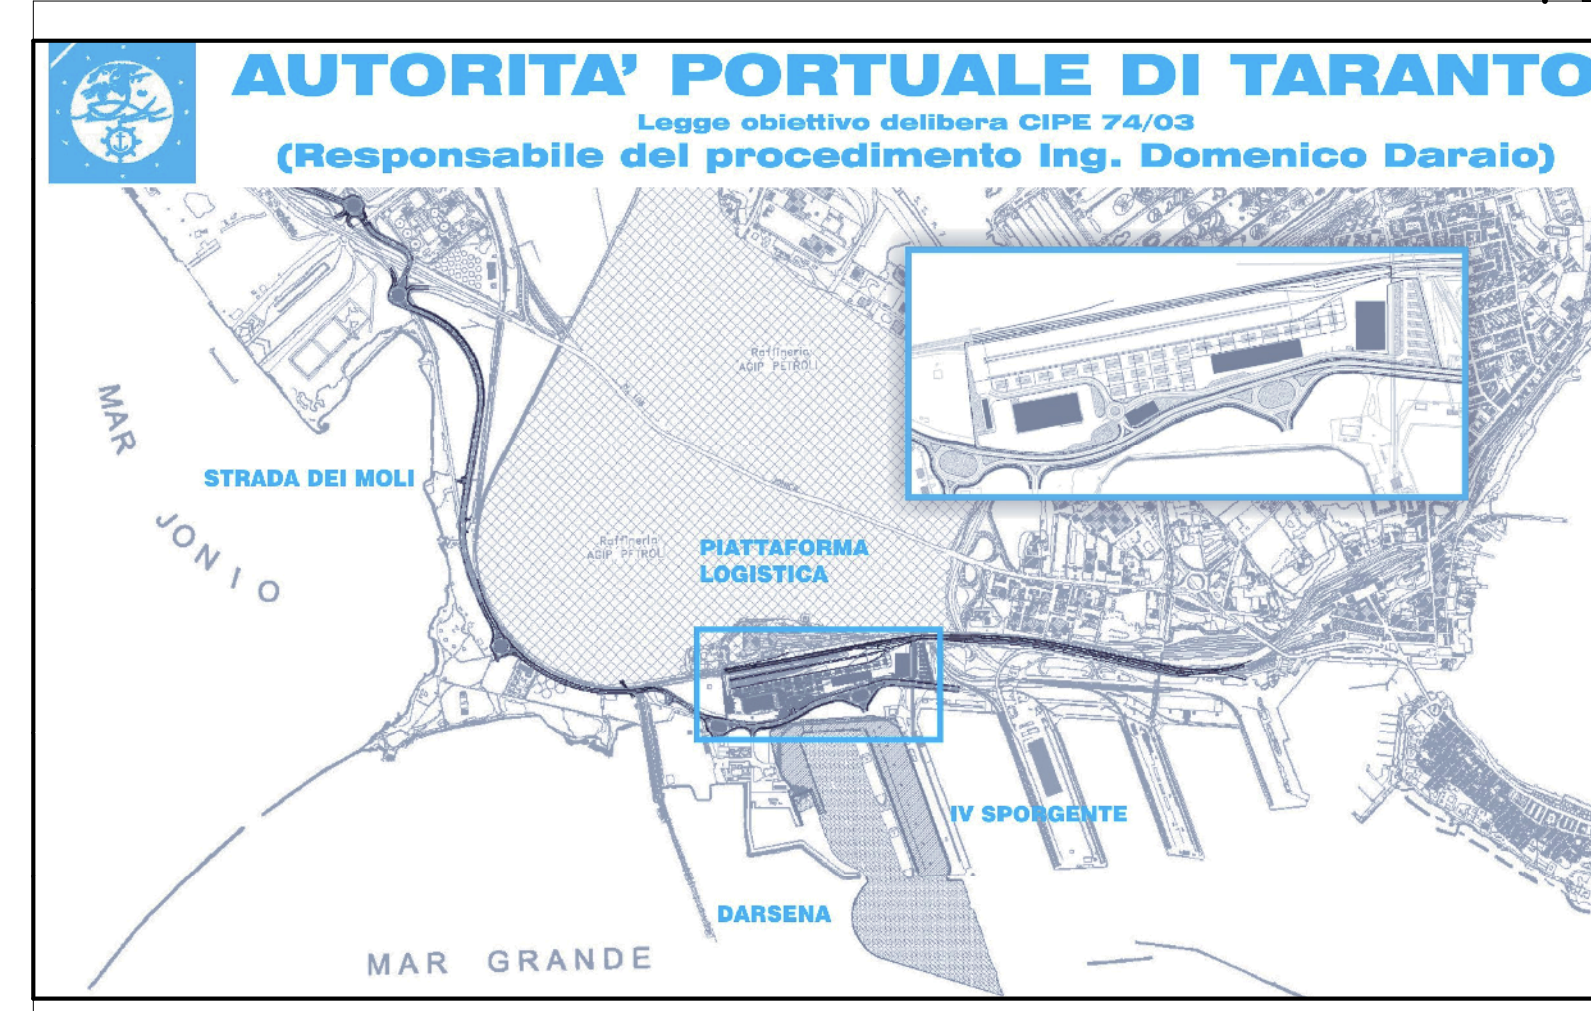 AUTORITA' PORTUALE DI TARANTO
Legge obiettivo delibera CIPE 74/03
(Responsabile del procedimento Ing. Domenico Daraio)
Raffineria
AGIP PETROLI
MAR
JONIO
STRADA DEI MOLI
Raffineria
AGIP PETROL
PIATTAFORMA
LOGISTICA
IV SPORGENTE
DARSENA
MAR GRANDE